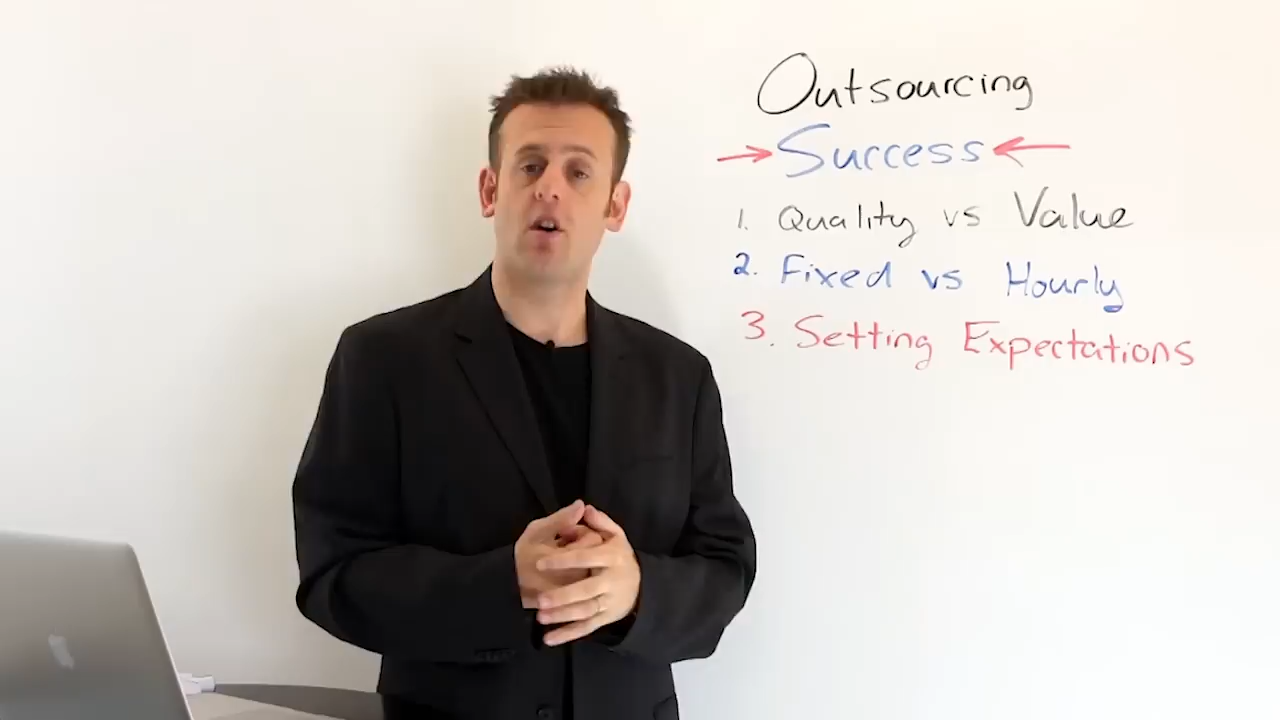 Outsourcing
Success
1. Quality vs Value
2. Fixed vs Hourly
3. Setting Expectations